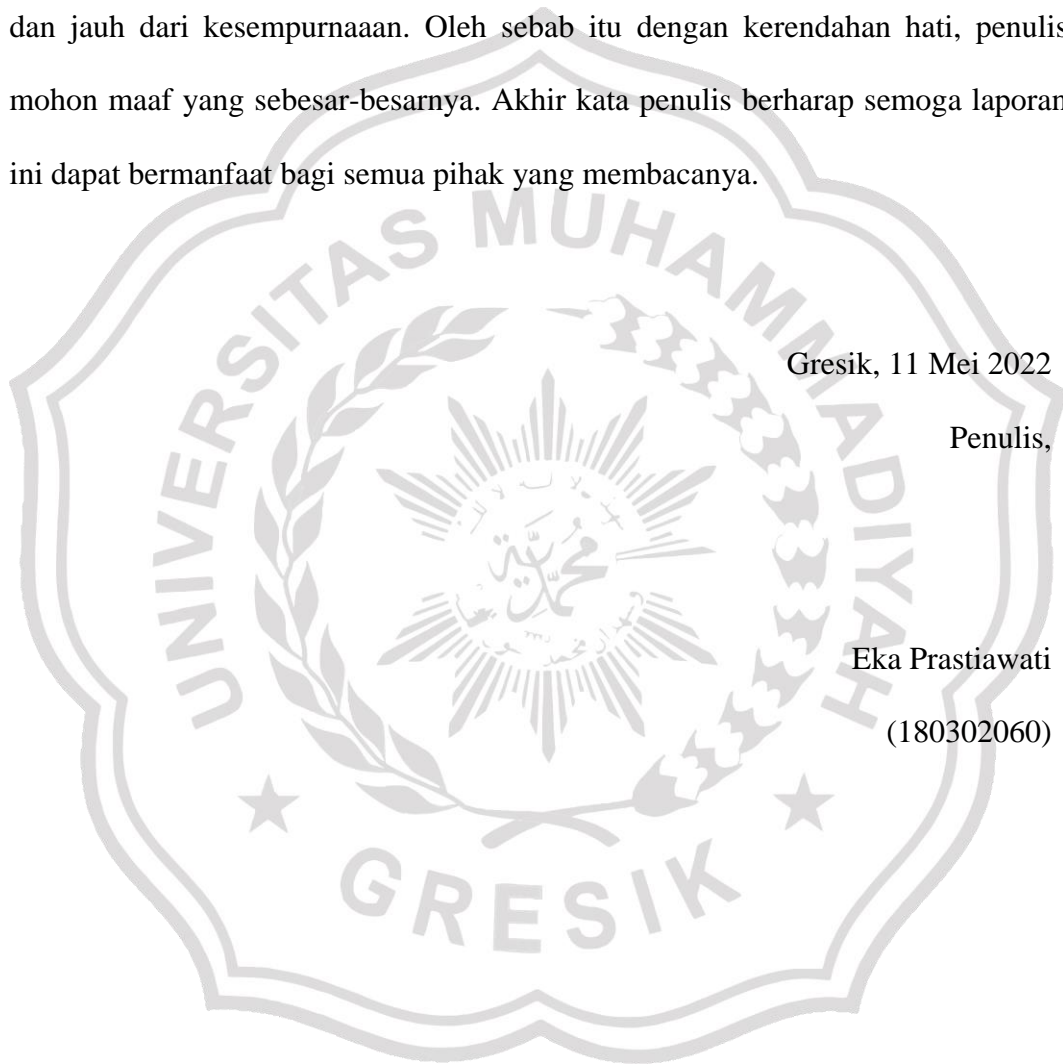 dan jauh dari kesempurnaaan. Oleh sebab itu dengan kerendahan hati, penulis
mohon maaf yang sebesar-besarnya. Akhir kata penulis berharap semoga laporan
ini dapat bermanfaat bagi semua pihak yang membacanya.
UNIVERSITAS MUHAMMADIYAH
Gresik, 11 Mei 2022
Penulis,
محمدية
Eka Prastiawati
(180302060)
GRESIK